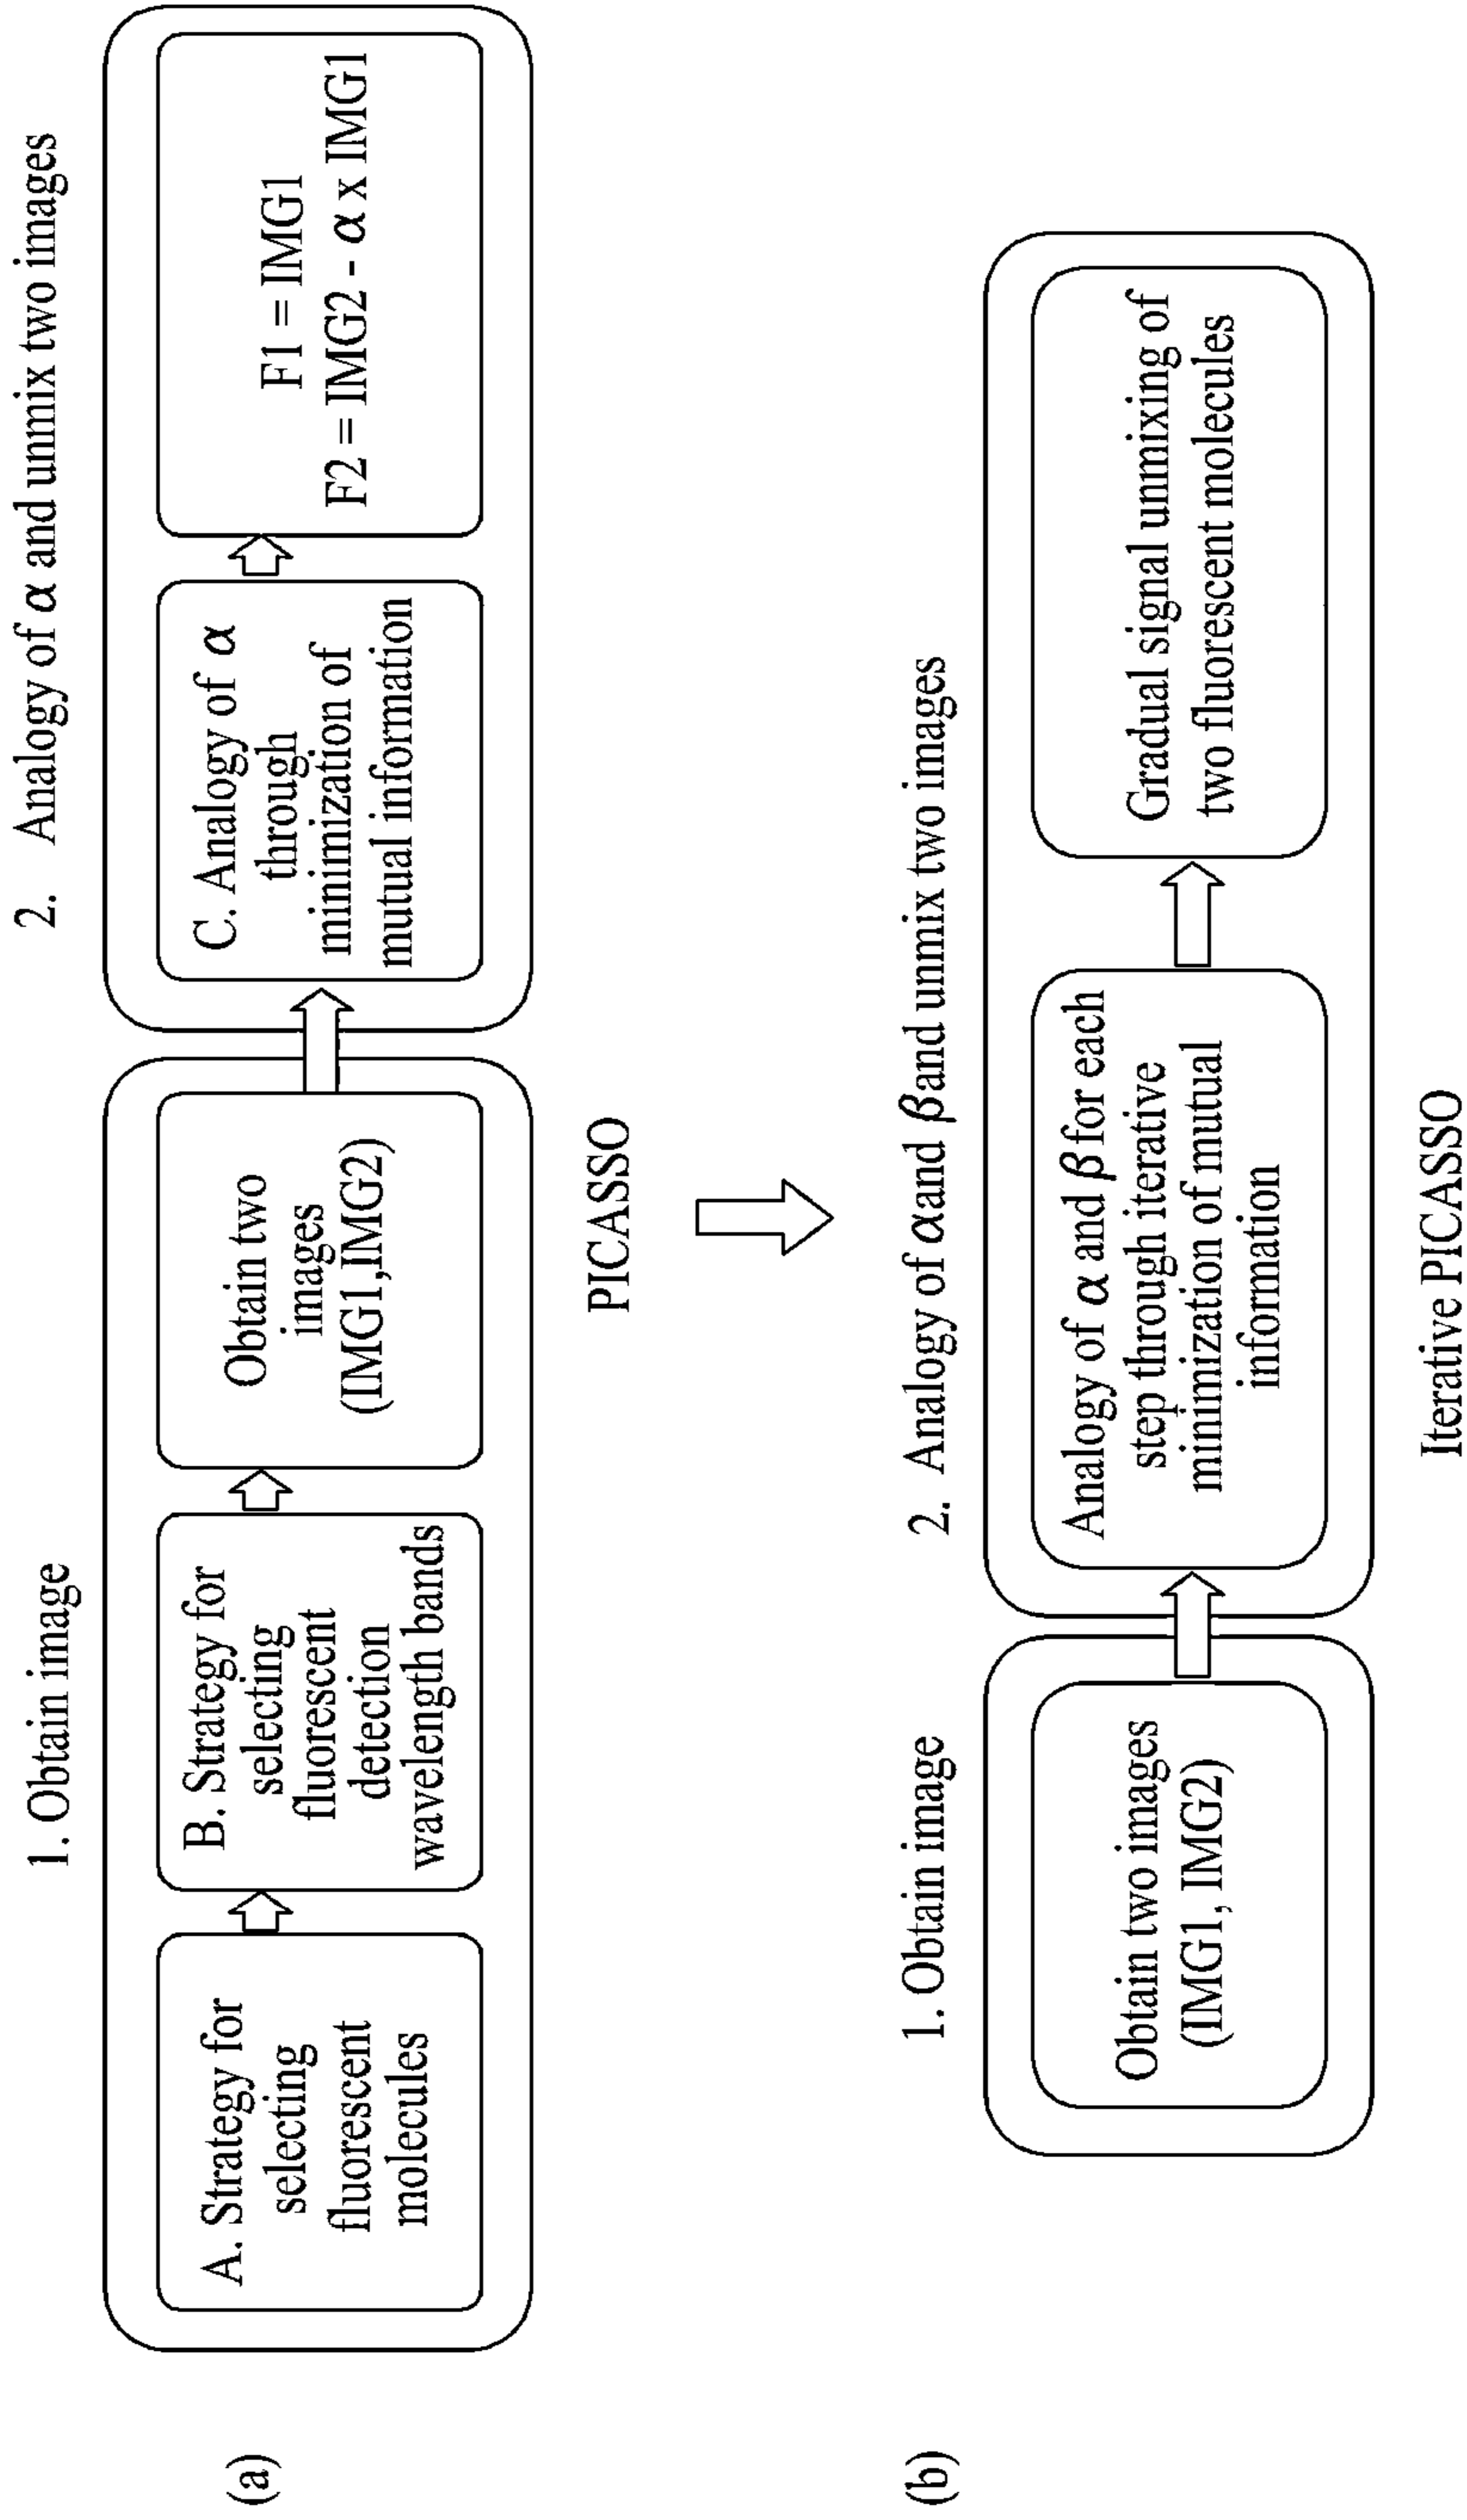 (a)
1. Obtain image
A. Strategy for
selecting
fluorescent
molecules
B. Strategy for
selecting
fluorescent
detection
wavelength bands
Obtain two
images
(IMG1,IMG2)
2. Analogy of α and unmix two images
C. Analogy of α
through
minimization of
mutual information
F1 = IMG1
F2 = IMG2 - α x IMG1
PICASSO
(b)
1. Obtain image
Obtain two images
(IMG1, IMG2)
2. Analogy of αand βand unmix two images
Analogy of α and β for each
step through iterative
minimization of mutual
information
Gradual signal unmixing of
two fluorescent molecules
Iterative PICASSO